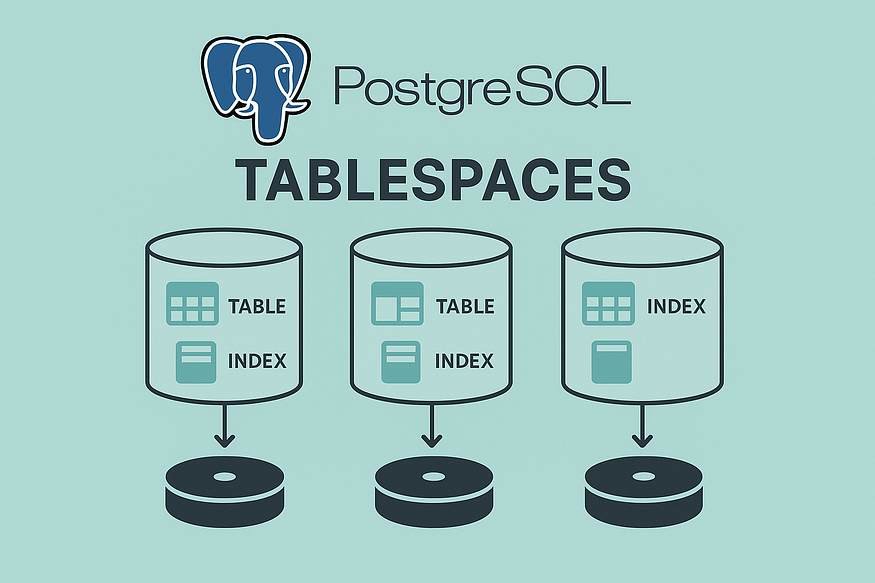 PostgreSQL
TABLESPACES
TABLE
INDEX
TABLE
INDEX
INDEX